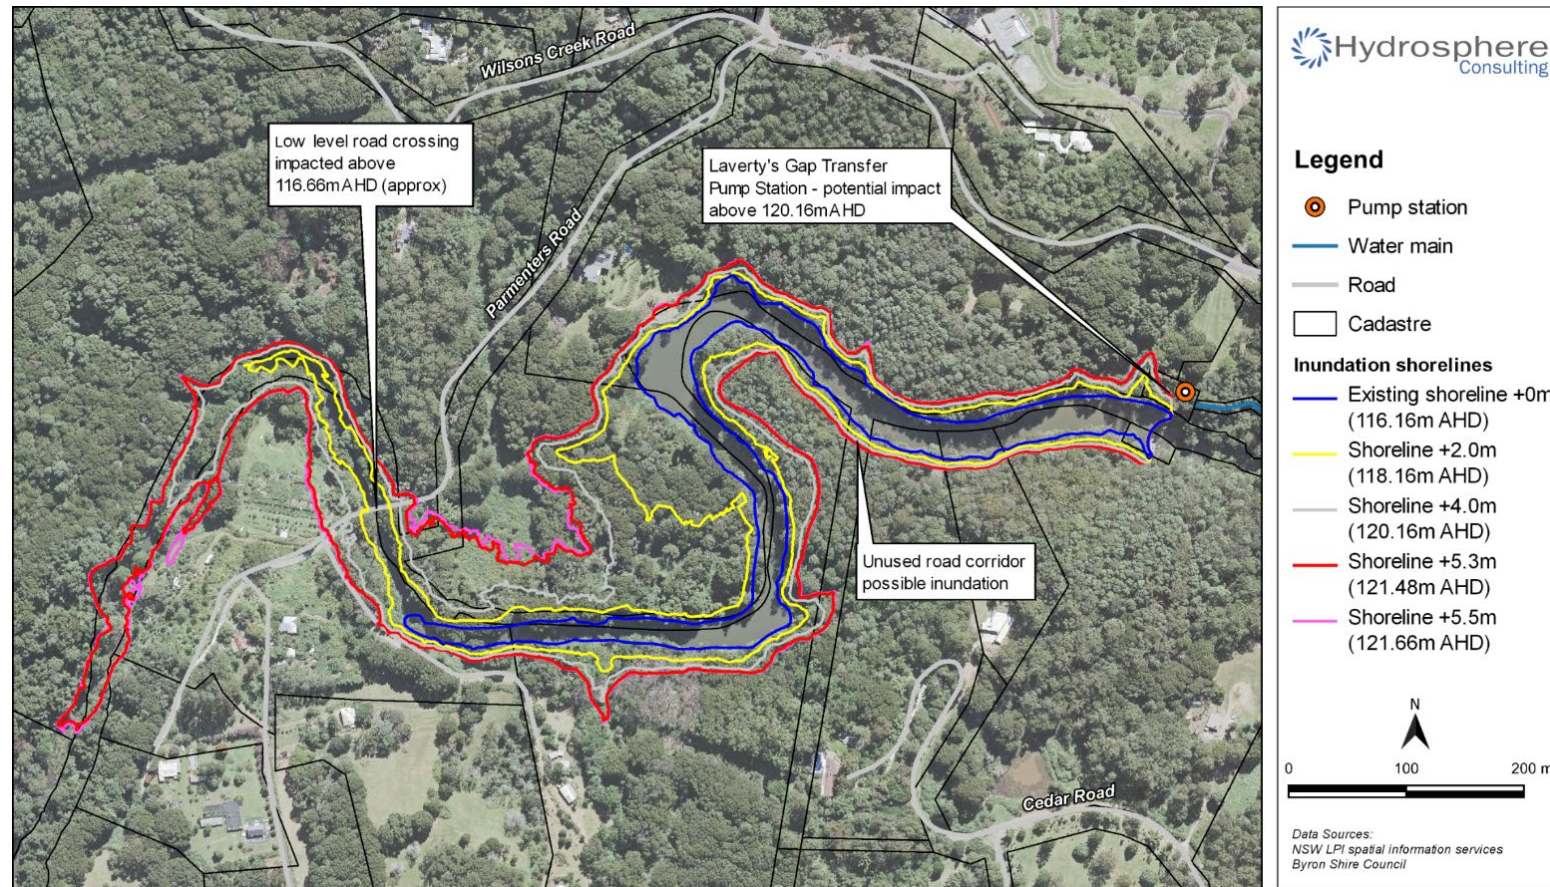 Wilsons Creek Road
Low level road crossing
impacted above
116.66mAHD (approx)
Laverty's Gap Transfer
Pump Station - potential impact
above 120.16mAHD
Parmenters Road
Unused road corridor
possible inundation
Cedar Road
Hydrosphere
Consulting
Legend
Pump station
Water main
Road
Cadastre
Inundation shorelines
Existing shoreline +0m
(116.16m AHD)
Shoreline +2.0m
(118.16m AHD)
Shoreline +4.0m
(120.16m AHD)
Shoreline +5.3m
(121.48m AHD)
Shoreline +5.5m
(121.66m AHD)
N
0 100 200 m
Data Sources:
NSW LPI spatial information services
Byron Shire Council